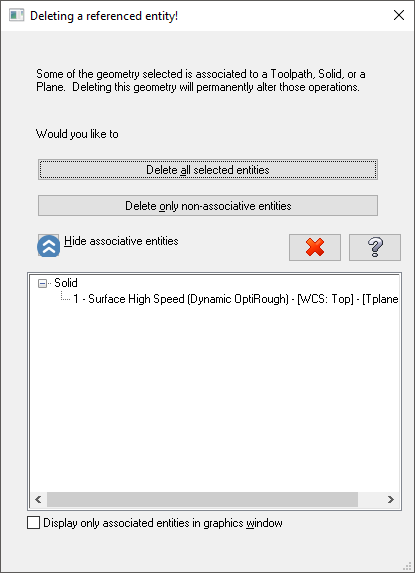 Deleting a referenced entity!
Some of the geometry selected is associated to a Toolpath, Solid, or a
Plane. Deleting this geometry will permanently alter those operations.
Would you like to
Delete all selected entities
Delete only non-associative entities
Hide associative entities
Solid
1 - Surface High Speed (Dynamic OptiRough) - [WCS: Top] - [Tplane
Display only associated entities in graphics window